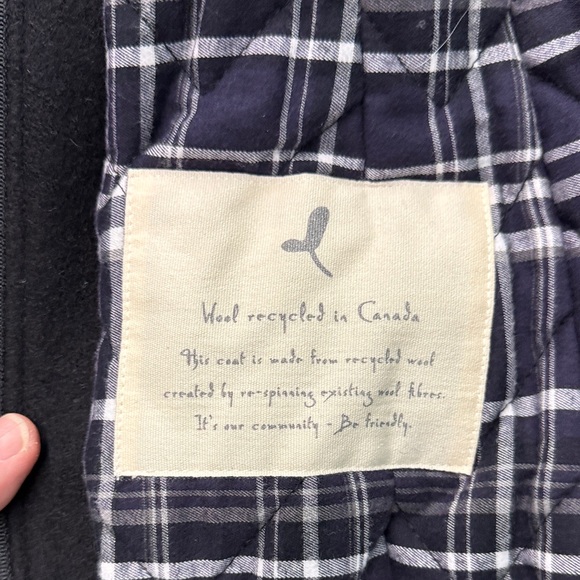 Wool recycled in Canada
This coat is made from recycled wool
created by re-spinning existing wool fibres.
It's our community - Be friendly.